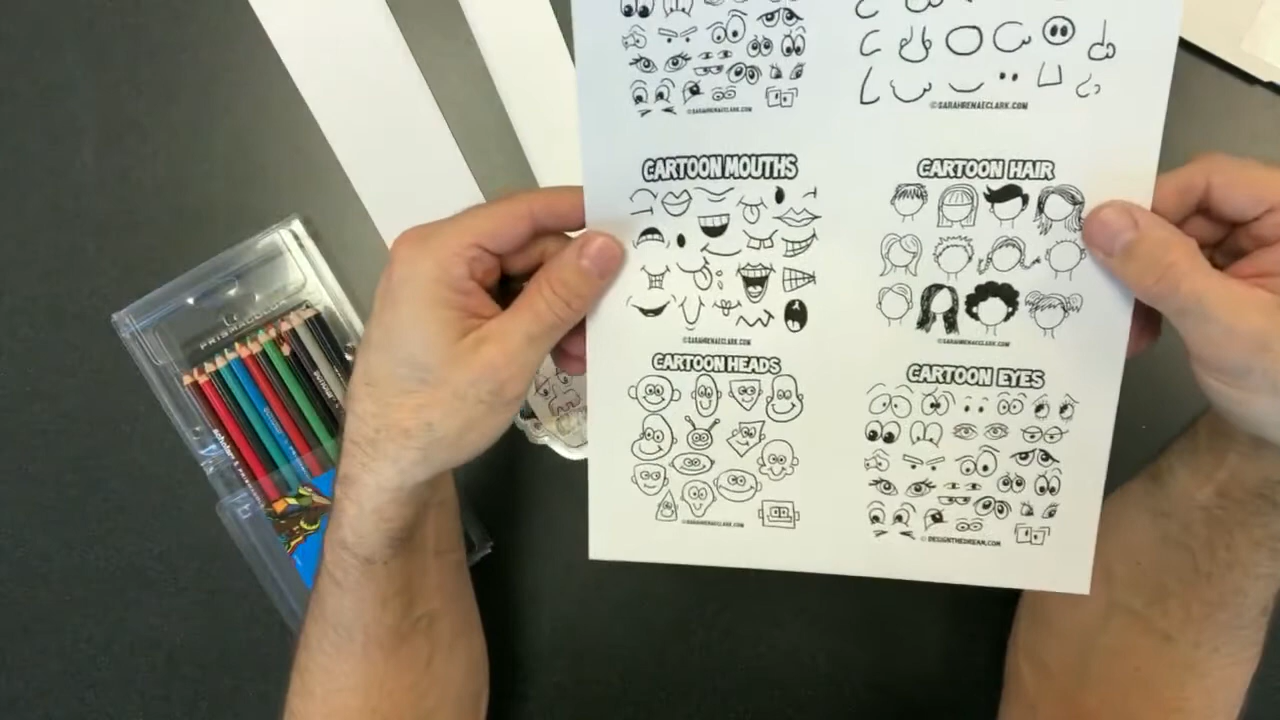 ©SARAHRENAECLARK.COM
©SARAHRENAECLARK.COM
CARTOON MOUTHS
CARTOON HAIR
©SARAHRENAECLARK.COM
©SARAHRENAECLARK.COM
CARTOON HEADS
CARTOON EYES
©SARAHRENAECLARK.COM
© DESIGNTHEDREAM.COM
PRISMACOLOR
scholar